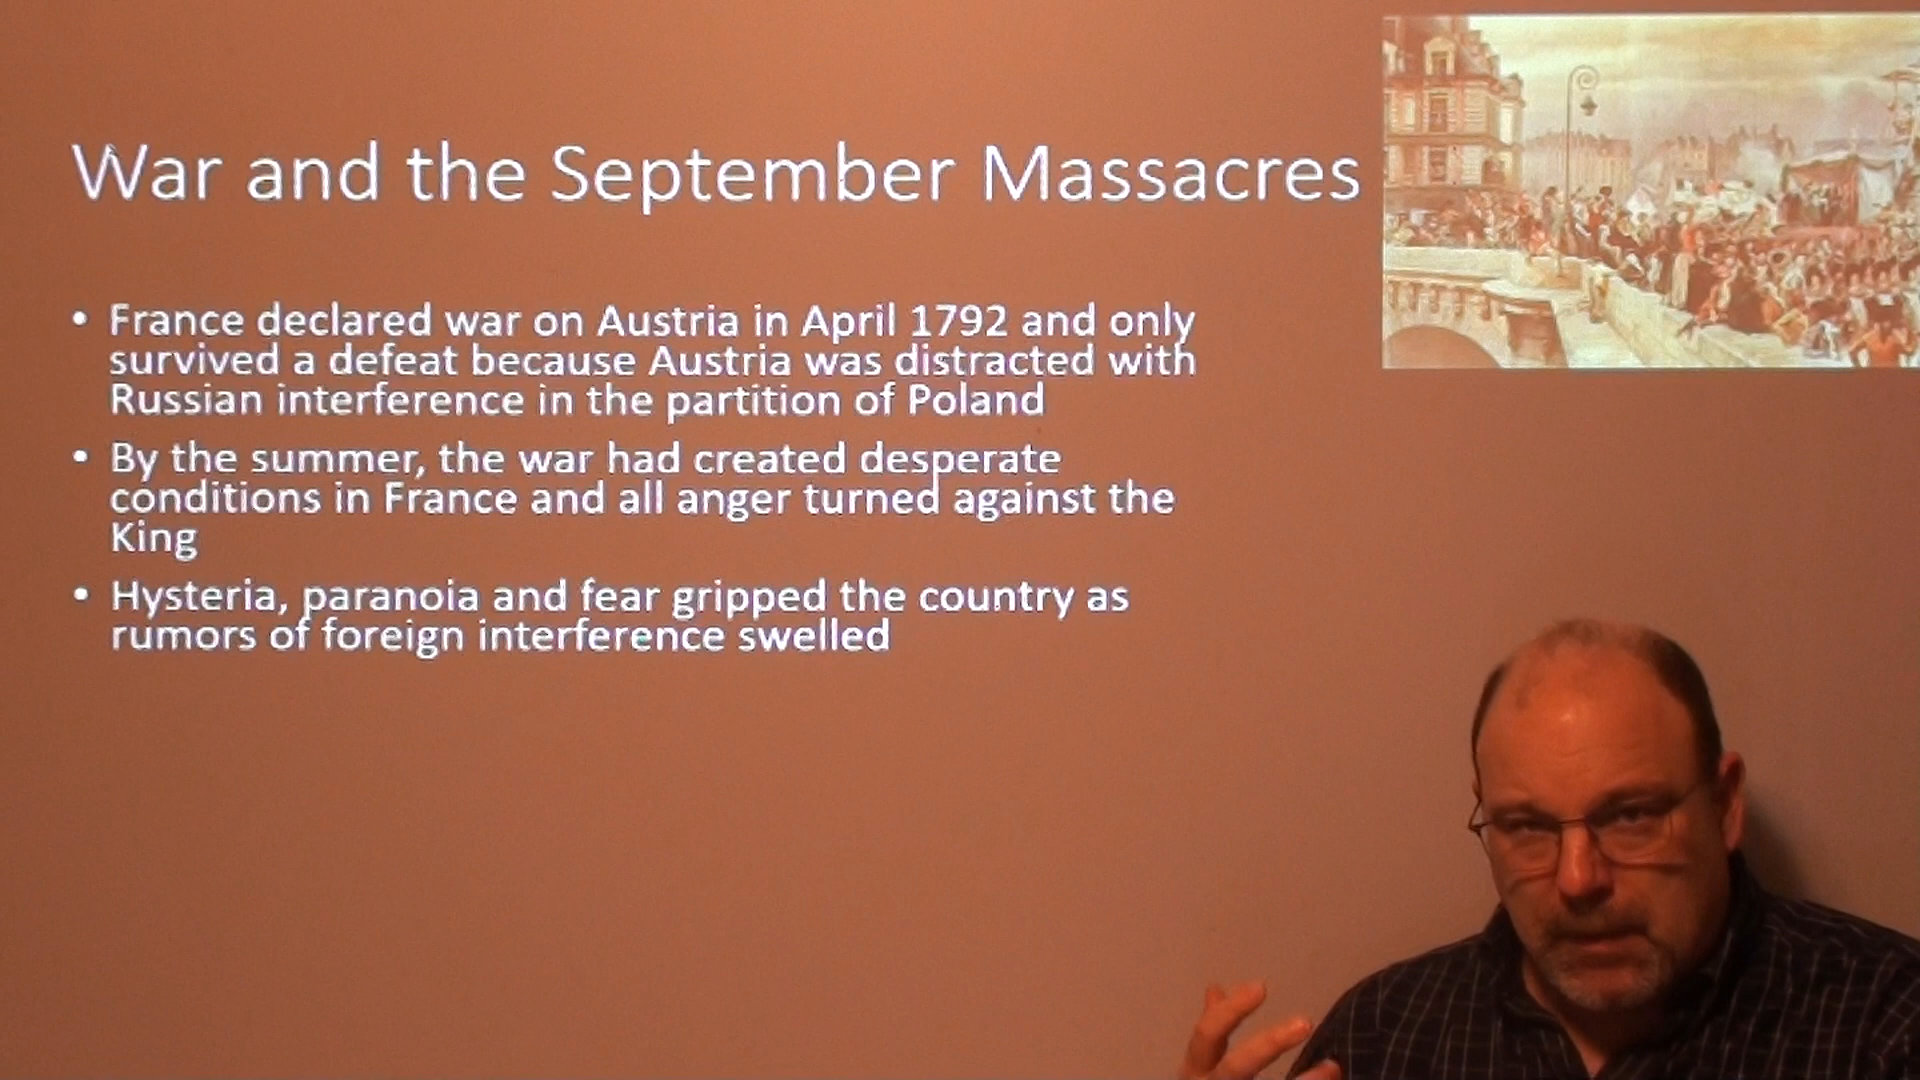 War and the September Massacres
• France declared war on Austria in April 1792 and only
survived a defeat because Austria was distracted with
Russian interference in the partition of Poland
• By the summer, the war had created desperate
conditions in France and all anger turned against the
King
• Hysteria, paranoia and fear gripped the country as
rumors of foreign interference swelled